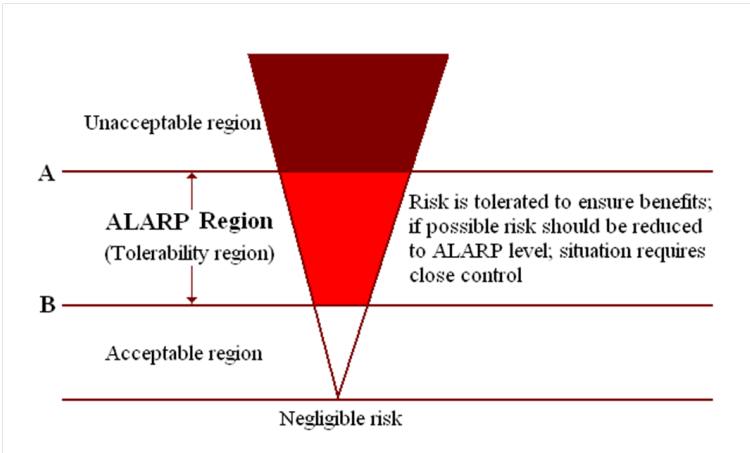 Unacceptable region
A
ALARP Region
(Tolerability region)
Risk is tolerated to ensure benefits;
if possible risk should be reduced
to ALARP level; situation requires
close control
B
Acceptable region
Negligible risk